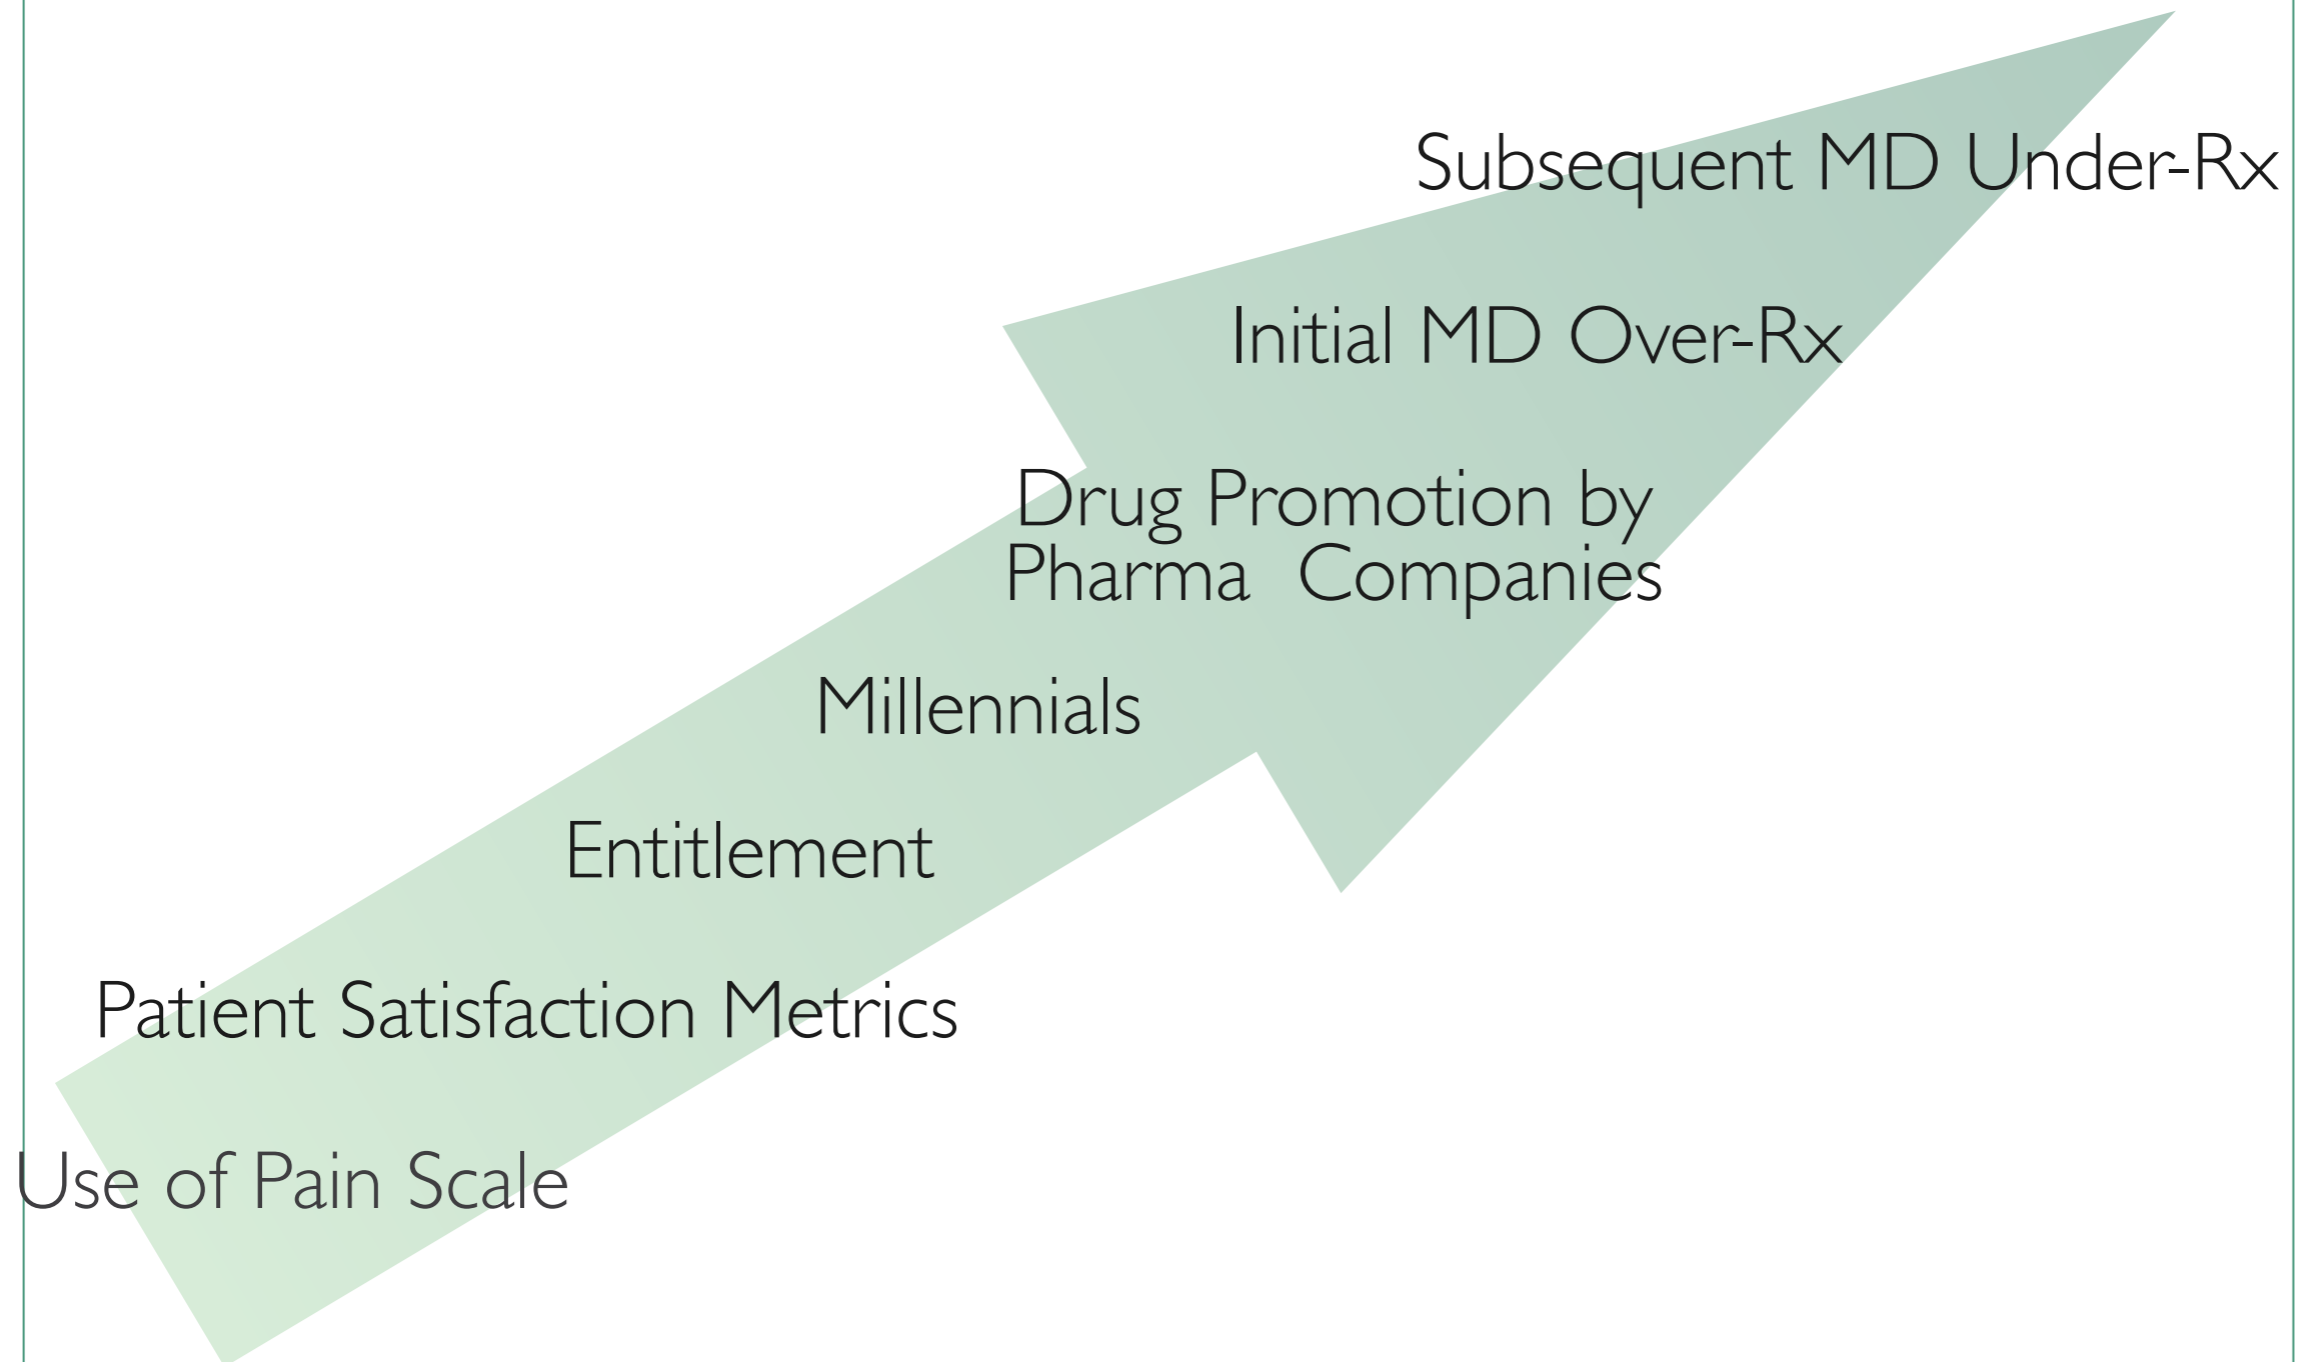 Subsequent MD Under-Rx
Initial MD Over-Rx
Drug Promotion by
Pharma Companies
Millennials
Entitlement
Patient Satisfaction Metrics
Use of Pain Scale